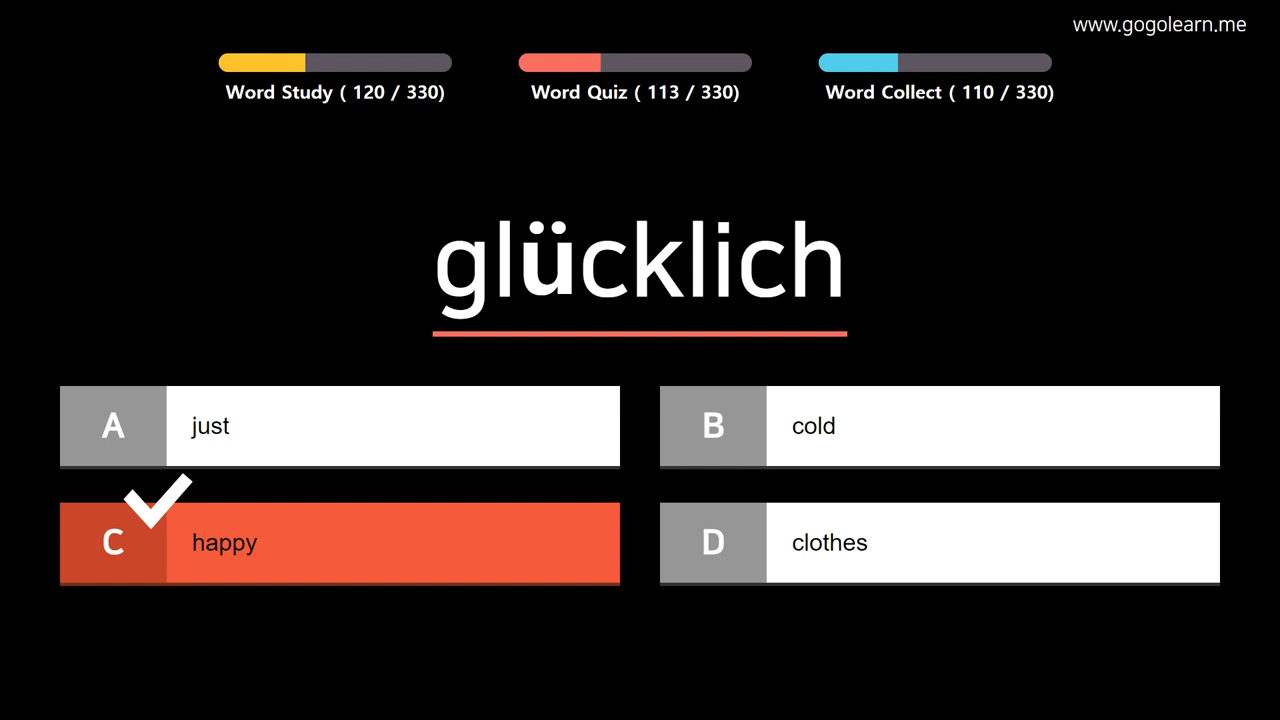 www.gogolearn.me
Word Study ( 120 / 330)
Word Quiz ( 113 / 330)
Word Collect ( 110 / 330)
glücklich
A just
B cold
C happy
D clothes